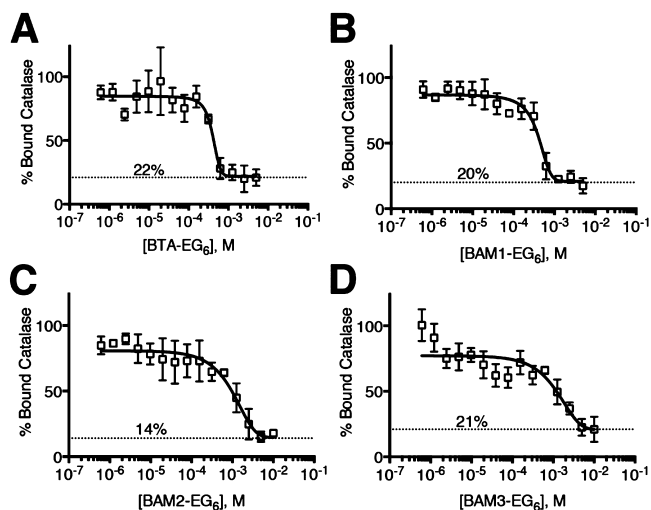 A
% Bound Catalase
100
50
0
22%
10-7 10-6 10-5 10-4 10-3 10-2 10-1
[BTA-EG6], M
B
% Bound Catalase
100
50
0
20%
10-7 10-6 10-5 10-4 10-3 10-2 10-1
[BAM1-EG6], M
C
% Bound Catalase
100
50
0
14%
10-7 10-6 10-5 10-4 10-3 10-2 10-1
[BAM2-EG6], M
D
% Bound Catalase
100
50
0
21%
10-7 10-6 10-5 10-4 10-3 10-2 10-1
[BAM3-EG6], M